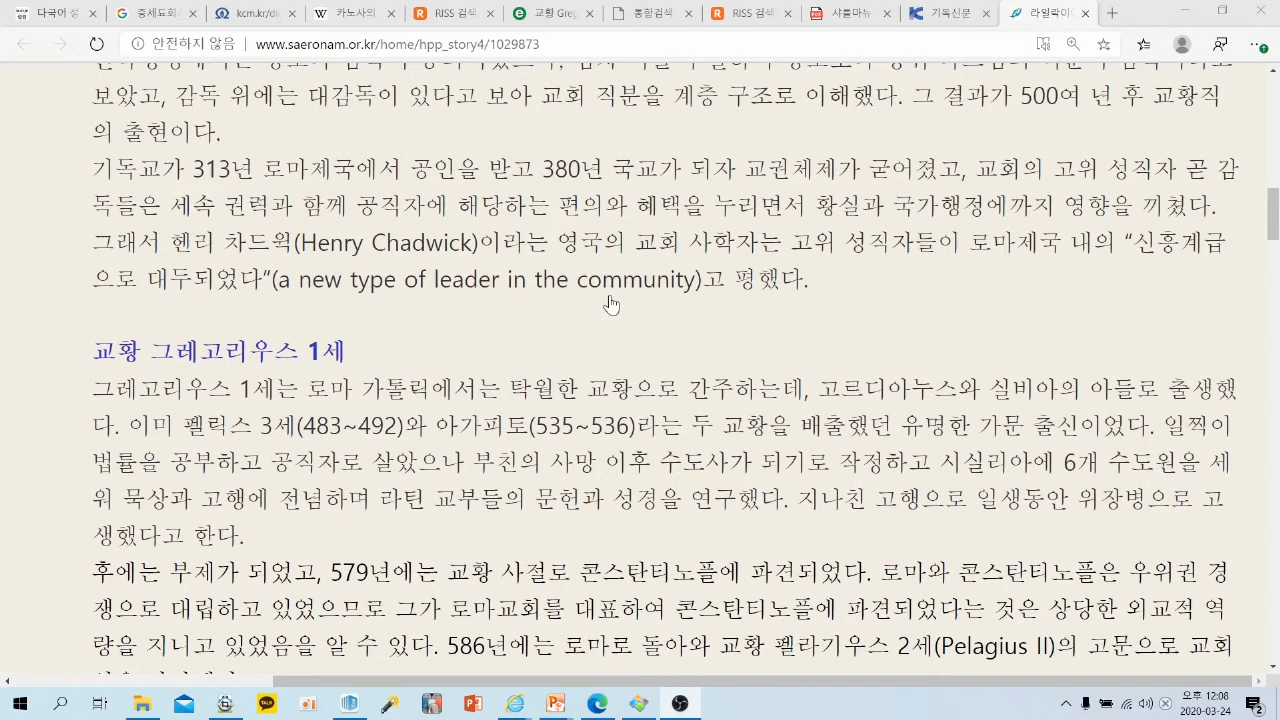 다국어 성
중세교회스
kcm.kr/di
카노사의
RISS 검색
교황 Greg
통합검색
RISS 검색
샤를마뉴
기독신문
라일락이
안전하지 않음 www.saeronam.or.kr/home/hpp_story4/1029873
보았고, 감독 위에는 대감독이 있다고 보아 교회 직분을 계층 구조로 이해했다. 그 결과가 500여 년 후 교황직
의 출현이다.
기독교가 313년 로마제국에서 공인을 받고 380년 국교가 되자 교권체제가 굳어졌고, 교회의 고위 성직자 곧 감
독들은 세속 권력과 함께 공직자에 해당하는 편의와 혜택을 누리면서 황실과 국가행정에까지 영향을 끼쳤다.
그래서 헨리 차드윅(Henry Chadwick)이라는 영국의 교회 사학자는 고위 성직자들이 로마제국 내의 “신흥계급
으로 대두되었다”(a new type of leader in the community)고 평했다.
교황 그레고리우스 1세
그레고리우스 1세는 로마 가톨릭에서는 탁월한 교황으로 간주하는데, 고르디아누스와 실비아의 아들로 출생했
다. 이미 펠릭스 3세(483~492)와 아가피토(535~536)라는 두 교황을 배출했던 유명한 가문 출신이었다. 일찍이
법률을 공부하고 공직자로 살았으나 부친의 사망 이후 수도사가 되기로 작정하고 시실리아에 6개 수도원을 세
워 묵상과 고행에 전념하며 라틴 교부들의 문헌과 성경을 연구했다. 지나친 고행으로 일생동안 위장병으로 고
생했다고 한다.
후에는 부제가 되었고, 579년에는 교황 사절로 콘스탄티노플에 파견되었다. 로마와 콘스탄티노플은 우위권 경
쟁으로 대립하고 있었으므로 그가 로마교회를 대표하여 콘스탄티노플에 파견되었다는 것은 상당한 외교적 역
량을 지니고 있었음을 알 수 있다. 586년에는 로마로 돌아와 교황 펠라기우스 2세(Pelagius II)의 고문으로 교회
오후 12:08
2020-03-24